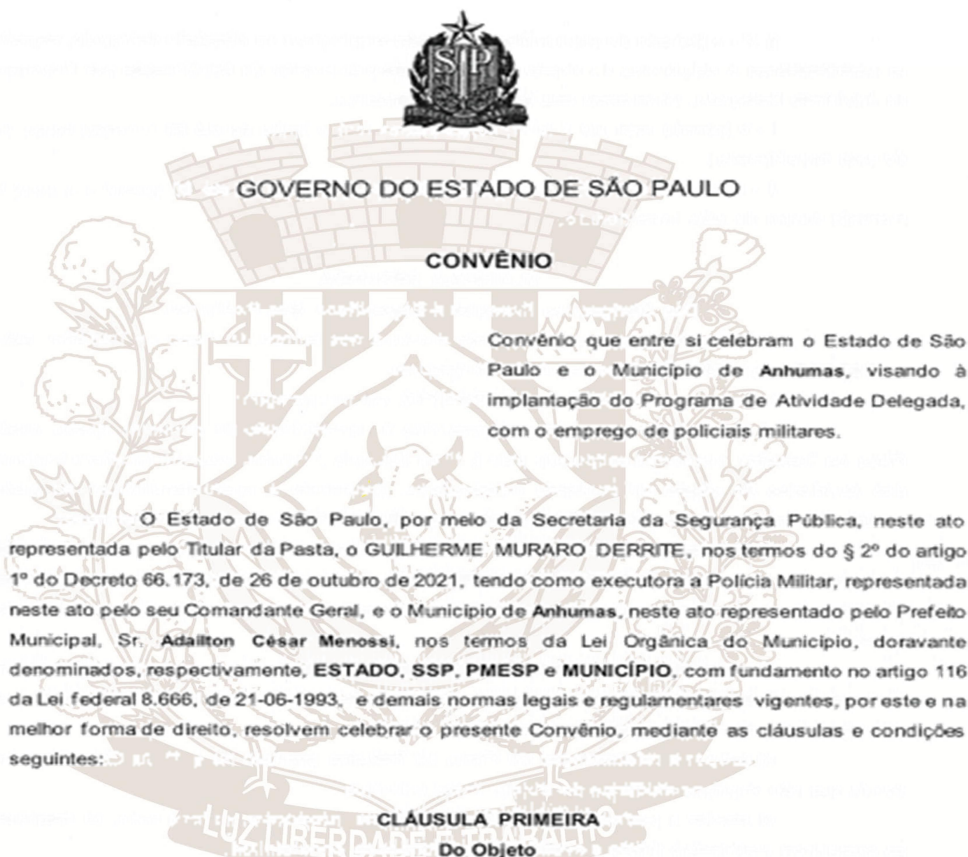 SP
GOVERNO DO ESTADO DE SÃO PAULO
CONVÊNIO
Convênio que entre si celebram o Estado de São
Paulo e o Município de Anhumas, visando à
implantação do Programa de Atividade Delegada,
com o emprego de policiais militares.
O Estado de São Paulo, por meio da Secretaria da Segurança Pública, neste ato
representada pelo Titular da Pasta, o GUILHERME MURARO DERRITE, nos termos do § 2º do artigo
1º do Decreto 66.173, de 26 de outubro de 2021, tendo como executora a Polícia Militar, representada
neste ato pelo seu Comandante Geral, e o Município de Anhumas, neste ato representado pelo Prefeito
Municipal, Sr. Adailton César Menossi, nos termos da Lei Orgânica do Município, doravante
denominados, respectivamente, ESTADO, SSP, PMESP e MUNICÍPIO, com fundamento no artigo 116
da Lei federal 8.666, de 21-06-1993, e demais normas legais e regulamentares vigentes, por este e na
melhor forma de direito, resolvem celebrar o presente Convênio, mediante as cláusulas e condições
seguintes:
LUZ LIBERDADE E TRABALHO
CLÁUSULA PRIMEIRA
Do Objeto